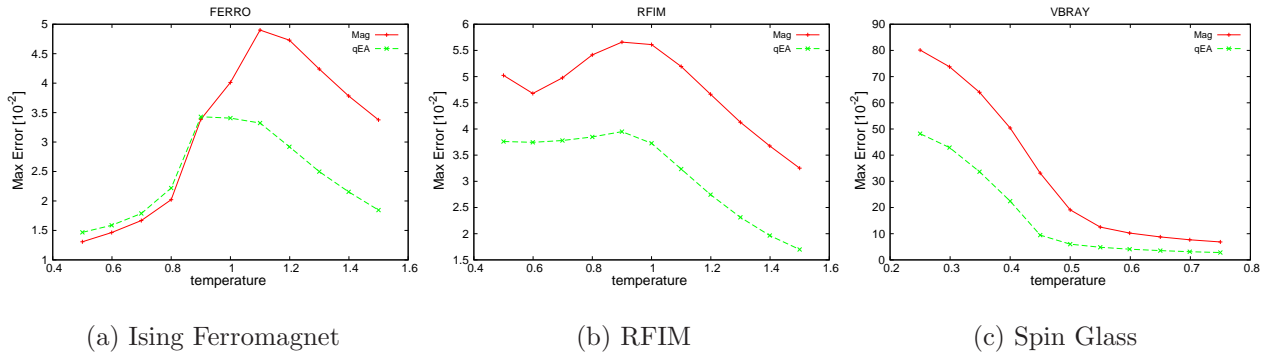 FERRO
Max Error [10^-2]
5
4.5
4
3.5
3
2.5
2
1.5
1
0.4 0.6 0.8 1 1.2 1.4 1.6
temperature
Mag
qEA
(a) Ising Ferromagnet
RFIM
Max Error [10^-2]
6
5.5
5
4.5
4
3.5
3
2.5
2
1.5
0.4 0.6 0.8 1 1.2 1.4 1.6
temperature
Mag
qEA
(b) RFIM
VBRAY
Max Error [10^-2]
90
80
70
60
50
40
30
20
10
0
0.2 0.3 0.4 0.5 0.6 0.7 0.8
temperature
Mag
qEA
(c) Spin Glass